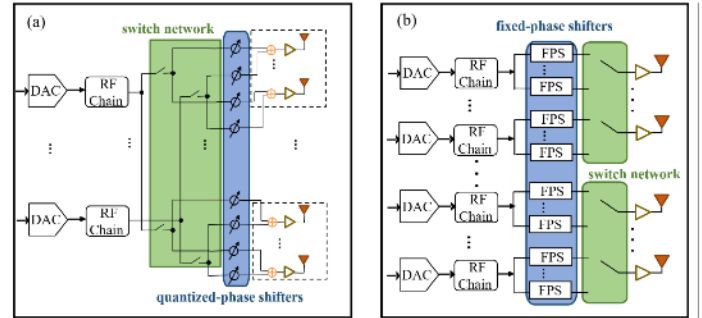 (a)
switch network
DAC
RF
Chain
DAC
RF
Chain
quantized-phase shifters
(b)
fixed-phase shifters
DAC
RF
Chain
FPS
FPS
DAC
RF
Chain
FPS
FPS
switch network
DAC
RF
Chain
FPS
FPS
DAC
RF
Chain
FPS
FPS